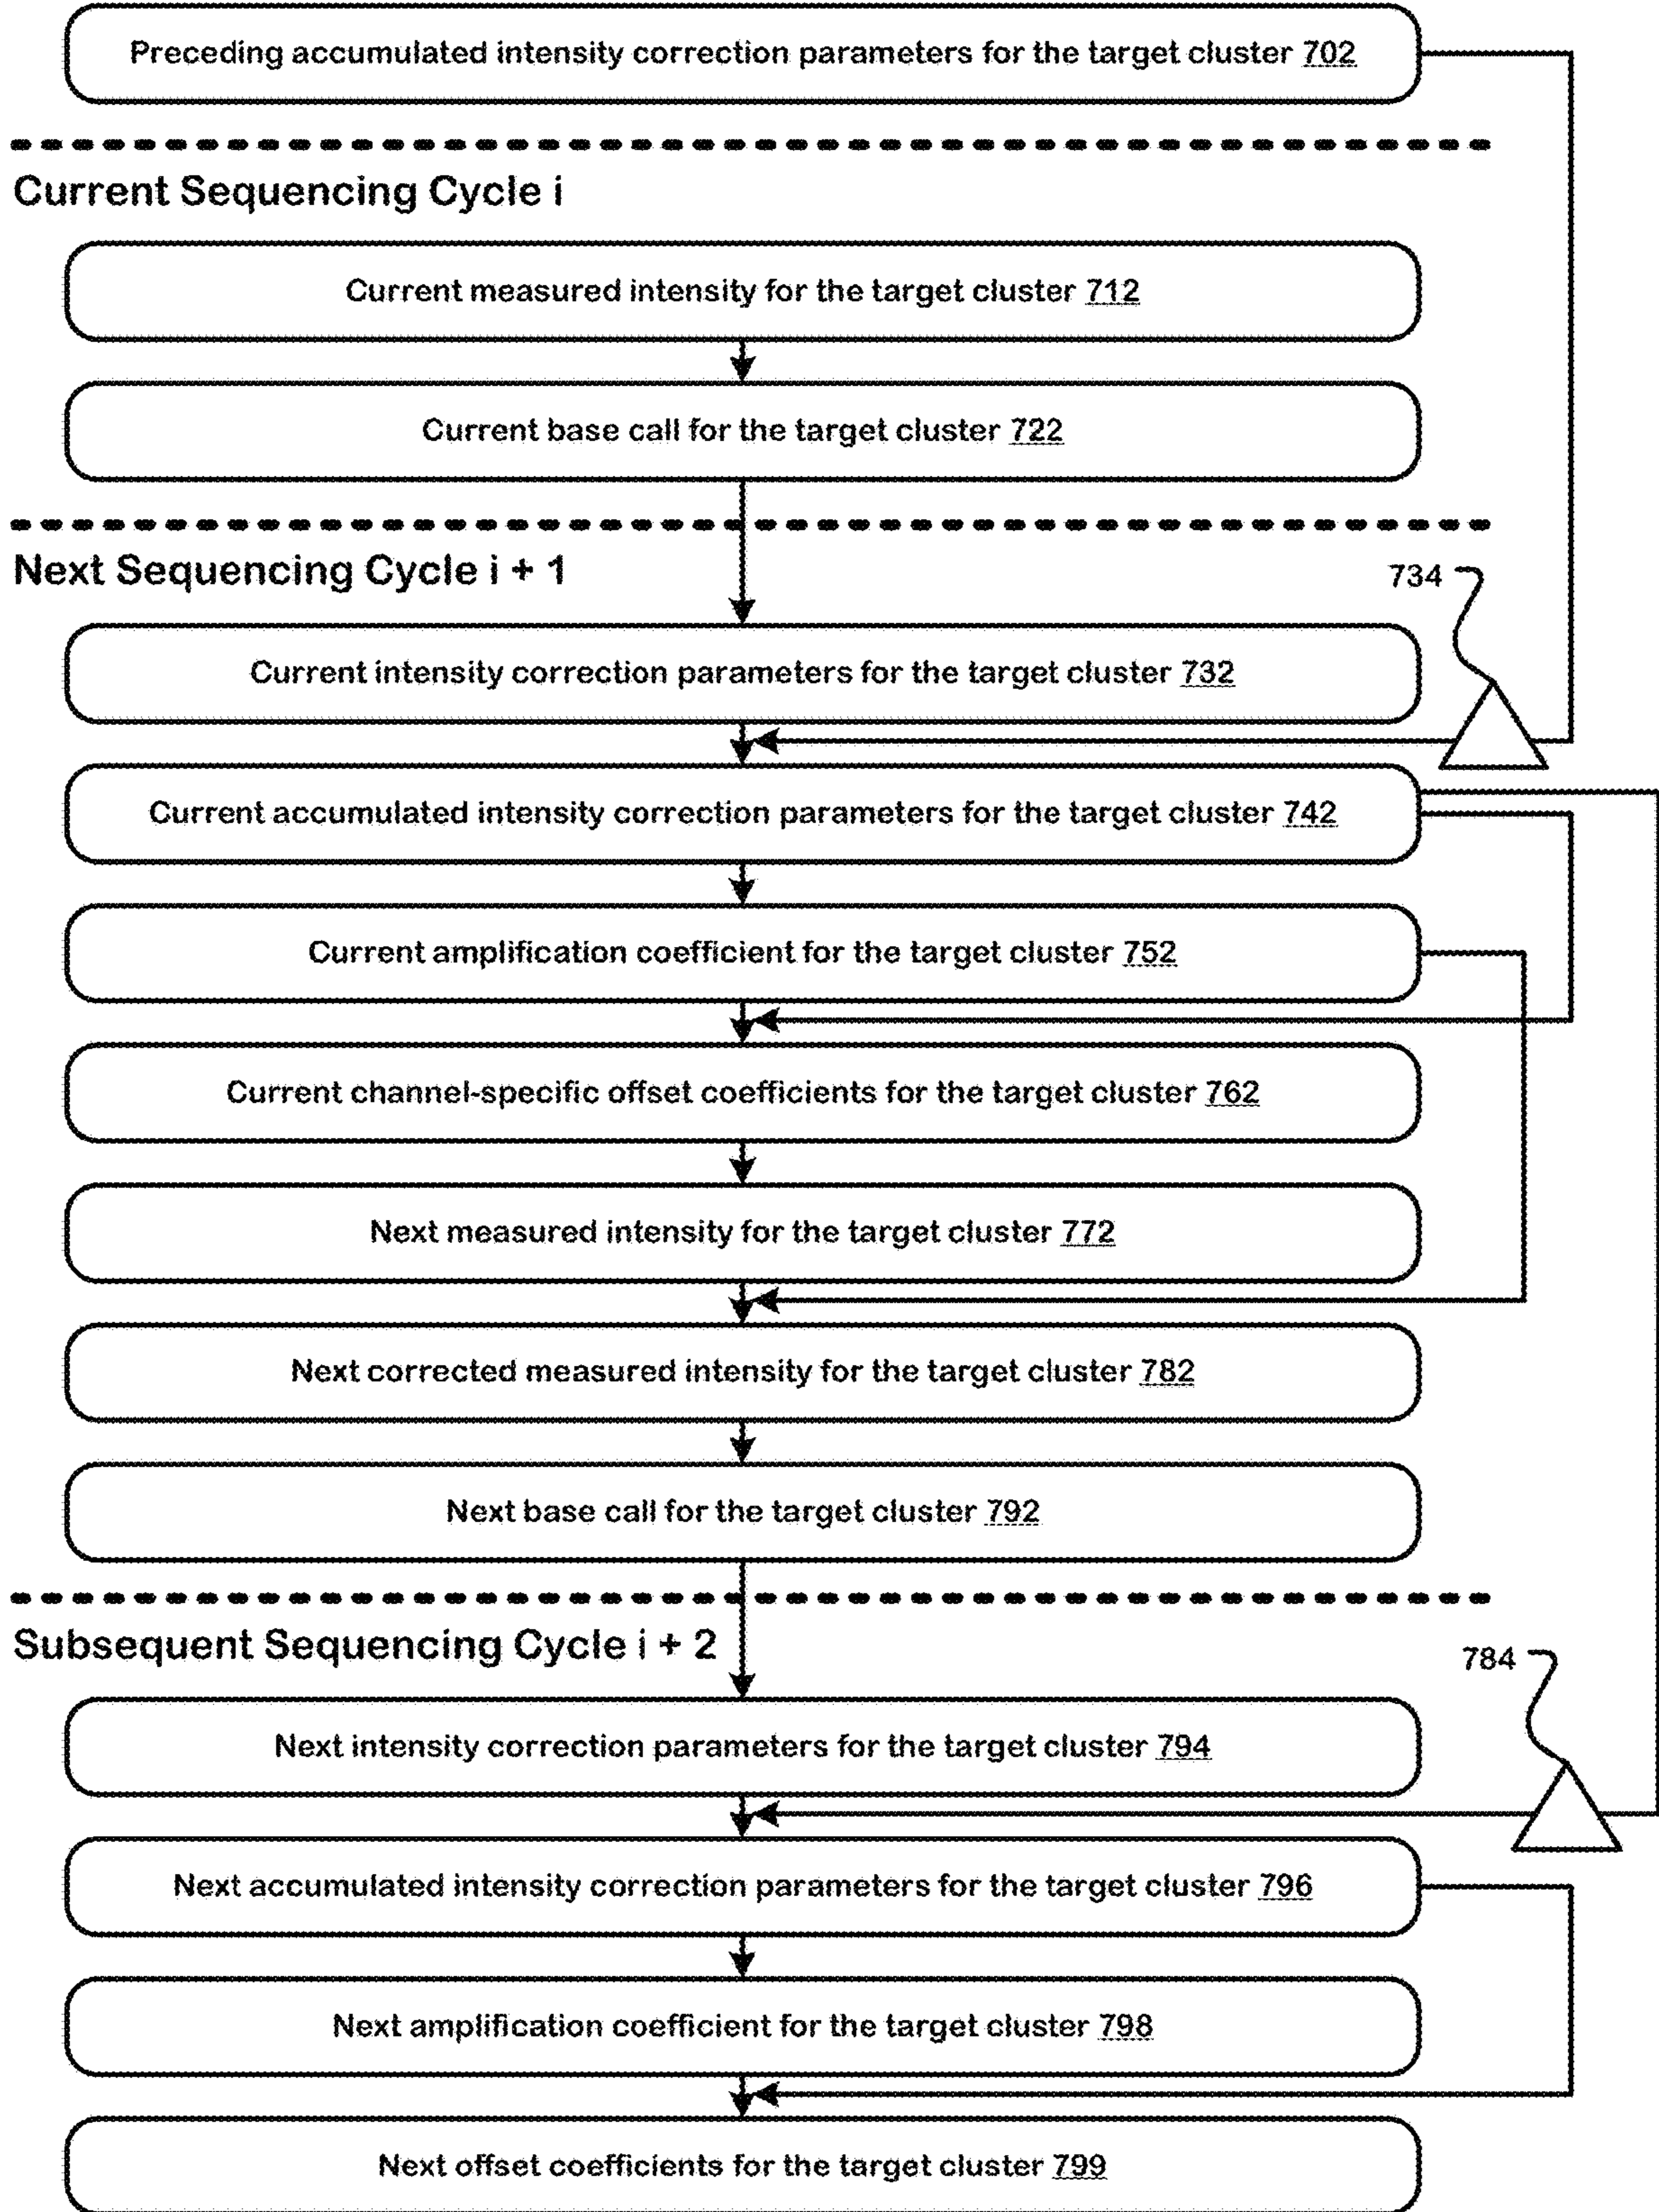 Preceding accumulated intensity correction parameters for the target cluster 702
Current Sequencing Cycle i
Current measured intensity for the target cluster 712
Current base call for the target cluster 722
Next Sequencing Cycle i + 1
734
Current intensity correction parameters for the target cluster 732
Current accumulated intensity correction parameters for the target cluster 742
Current amplification coefficient for the target cluster 752
Current channel-specific offset coefficients for the target cluster 762
Next measured intensity for the target cluster 772
Next corrected measured intensity for the target cluster 782
Next base call for the target cluster 792
Subsequent Sequencing Cycle i + 2
784
Next intensity correction parameters for the target cluster 794
Next accumulated intensity correction parameters for the target cluster 796
Next amplification coefficient for the target cluster 798
Next offset coefficients for the target cluster 799